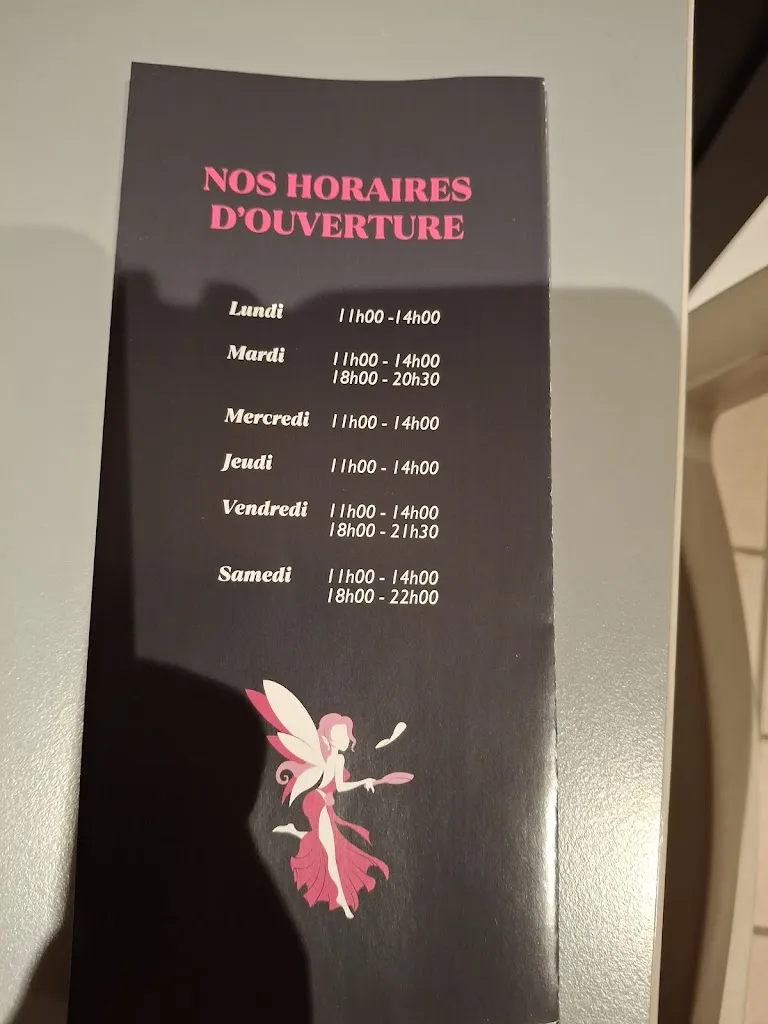 NOS HORAIRES
D'OUVERTURE
Lundi 11h00 -14h00
Mardi 11h00 - 14h00
18h00 - 20h30
Mercredi 11h00 - 14h00
Jeudi 11h00 - 14h00
Vendredi 11h00 - 14h00
18h00 - 21h30
Samedi 11h00 - 14h00
18h00 - 22h00